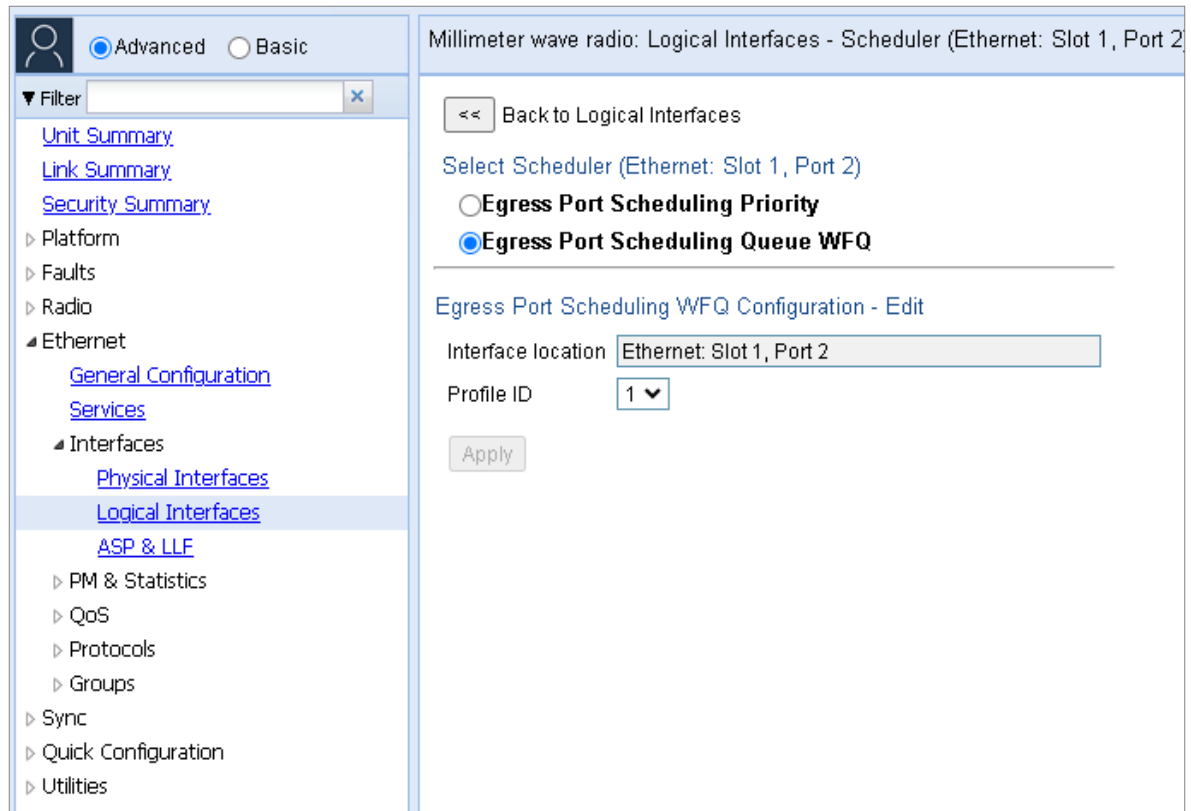 Advanced Basic
Filter
Unit Summary
Link Summary
Security Summary
Platform
Faults
Radio
Ethernet
General Configuration
Services
Interfaces
Physical Interfaces
Logical Interfaces
ASP & LLF
PM & Statistics
QoS
Protocols
Groups
Sync
Quick Configuration
Utilities
Millimeter wave radio: Logical Interfaces - Scheduler (Ethernet: Slot 1, Port 2)
<< Back to Logical Interfaces
Select Scheduler (Ethernet: Slot 1, Port 2)
Egress Port Scheduling Priority
Egress Port Scheduling Queue WFQ
Egress Port Scheduling WFQ Configuration - Edit
Interface location Ethernet: Slot 1, Port 2
Profile ID 1
Apply